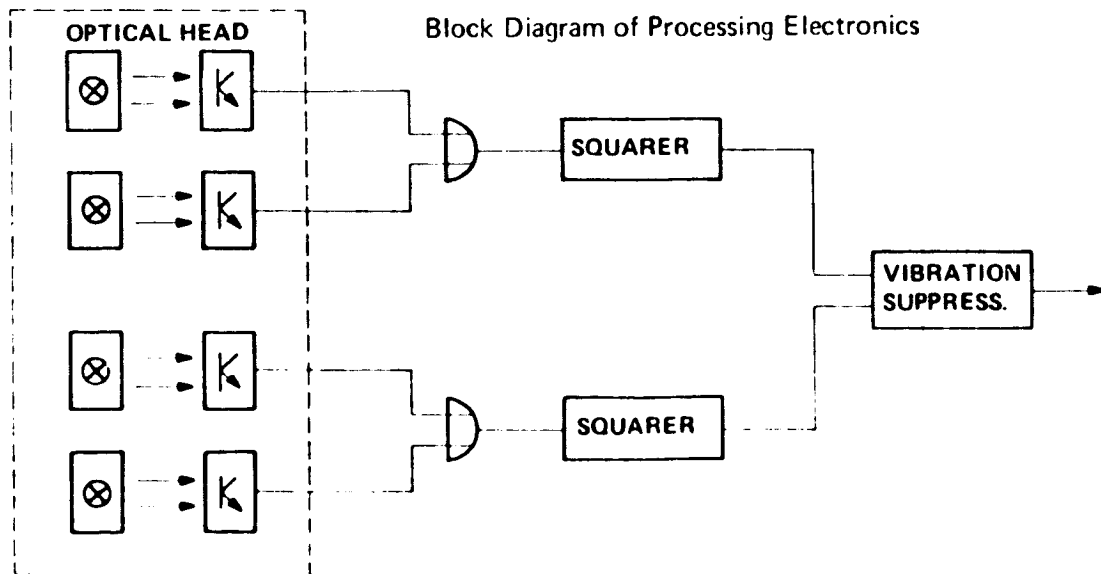 OPTICAL HEAD
Block Diagram of Processing Electronics
SQUARER
VIBRATION
SUPPRESS.
SQUARER